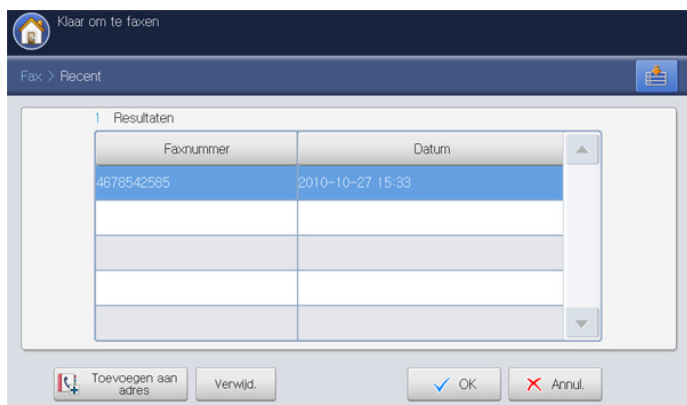 Klaar om te faxen
Fax > Recent
1 Resultaten
Faxnummer Datum
4678542585 2010-10-27 15:33
Toevoegen aan
adres
Verwijd.
OK
Annul.